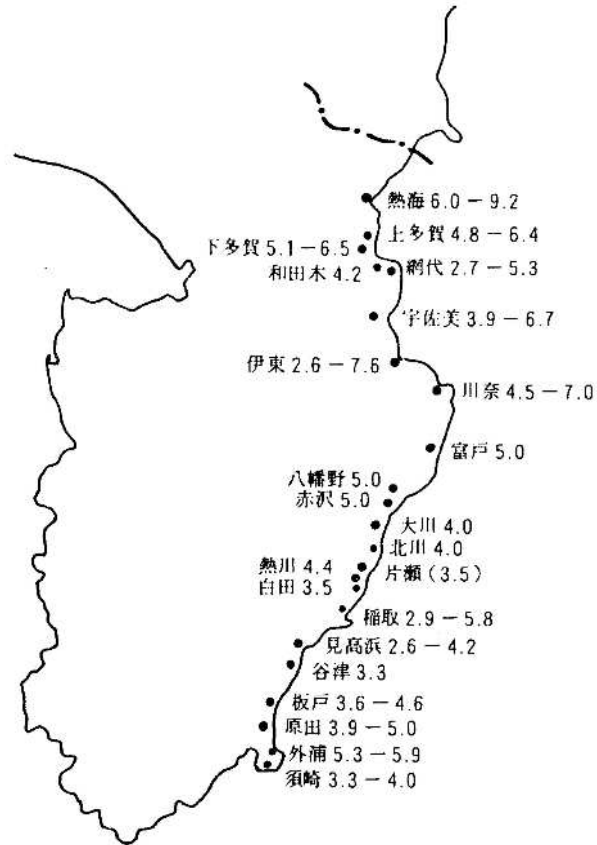 熱海 6.0－9.2
上多賀 4.8－6.4
下多賀 5.1－6.5
和田木 4.2
網代 2.7－5.3
宇佐美 3.9－6.7
伊東 2.6－7.6
川奈 4.5－7.0
富戸 5.0
八幡野 5.0
赤沢 5.0
大川 4.0
北川 4.0
熱川 4.4
片瀬 (3.5)
白田 3.5
稲取 2.9－5.8
見高浜 2.6－4.2
谷津 3.3
板戸 3.6－4.6
原田 3.9－5.0
外浦 5.3－5.9
須崎 3.3－4.0